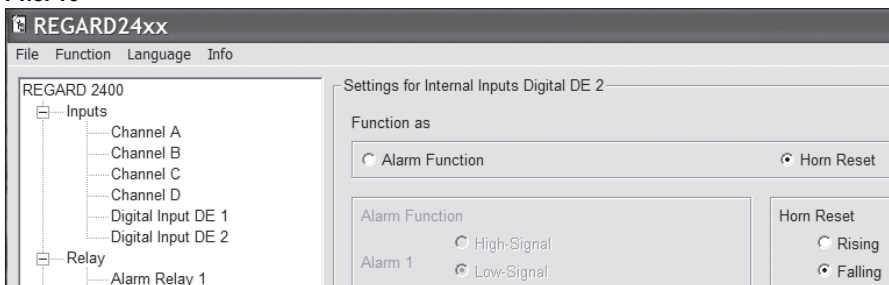 REGARD24xx
File Function Language Info
REGARD 2400
Inputs
Channel A
Channel B
Channel C
Channel D
Digital Input DE 1
Digital Input DE 2
Relay
Alarm Relay 1
Settings for Internal Inputs Digital DE 2
Function as
Alarm Function
Horn Reset
Alarm Function
High-Signal
Alarm 1
Low-Signal
Horn Reset
Rising
Falling